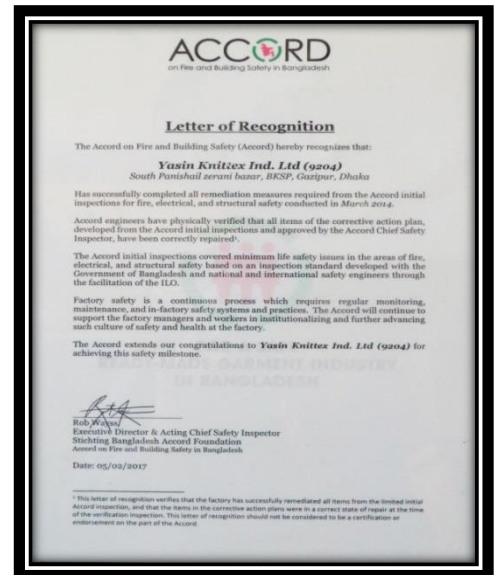 ACCORD
on Fire and Building Safety in Bangladesh
Letter of Recognition
The Accord on Fire and Building Safety (Accord) hereby recognizes that:
Yasin Knittex Ind. Ltd (9204)
South Panishail zerani bazar, BKSP, Gazipur, Dhaka
Has successfully completed all remediation measures required from the Accord initial
inspections for fire, electrical, and structural safety conducted in March 2014.
Accord engineers have physically verified that all items of the corrective action plan,
developed from the Accord initial inspections and approved by the Accord Chief Safety
Inspector, have been correctly repaired¹.
The Accord initial inspections covered minimum life safety issues in the areas of fire,
electrical, and structural safety based on an inspection standard developed with the
Government of Bangladesh and national and international safety engineers through
the facilitation of the ILO.
Factory safety is a continuous process which requires regular monitoring,
maintenance, and in-factory safety systems and practices. The Accord will continue to
support the factory managers and workers in institutionalizing and further advancing
such culture of safety and health at the factory.
The Accord extends our congratulations to Yasin Knittex Ind. Ltd (9204) for
achieving this safety milestone.
READY-MADE GARMENT INDUSTRY
IN BANGLADESH
Rob Wayss
Executive Director & Acting Chief Safety Inspector
Stichting Bangladesh Accord Foundation
Accord on Fire and Building Safety in Bangladesh
Date: 05/02/2017
¹ This letter of recognition verifies that the factory has successfully remediated all items from the limited initial
Accord inspection, and that the items in the corrective action plans were in a correct state of repair at the time
of the verification inspection. This letter of recognition should not be considered to be a certification or
endorsement on the part of the Accord.